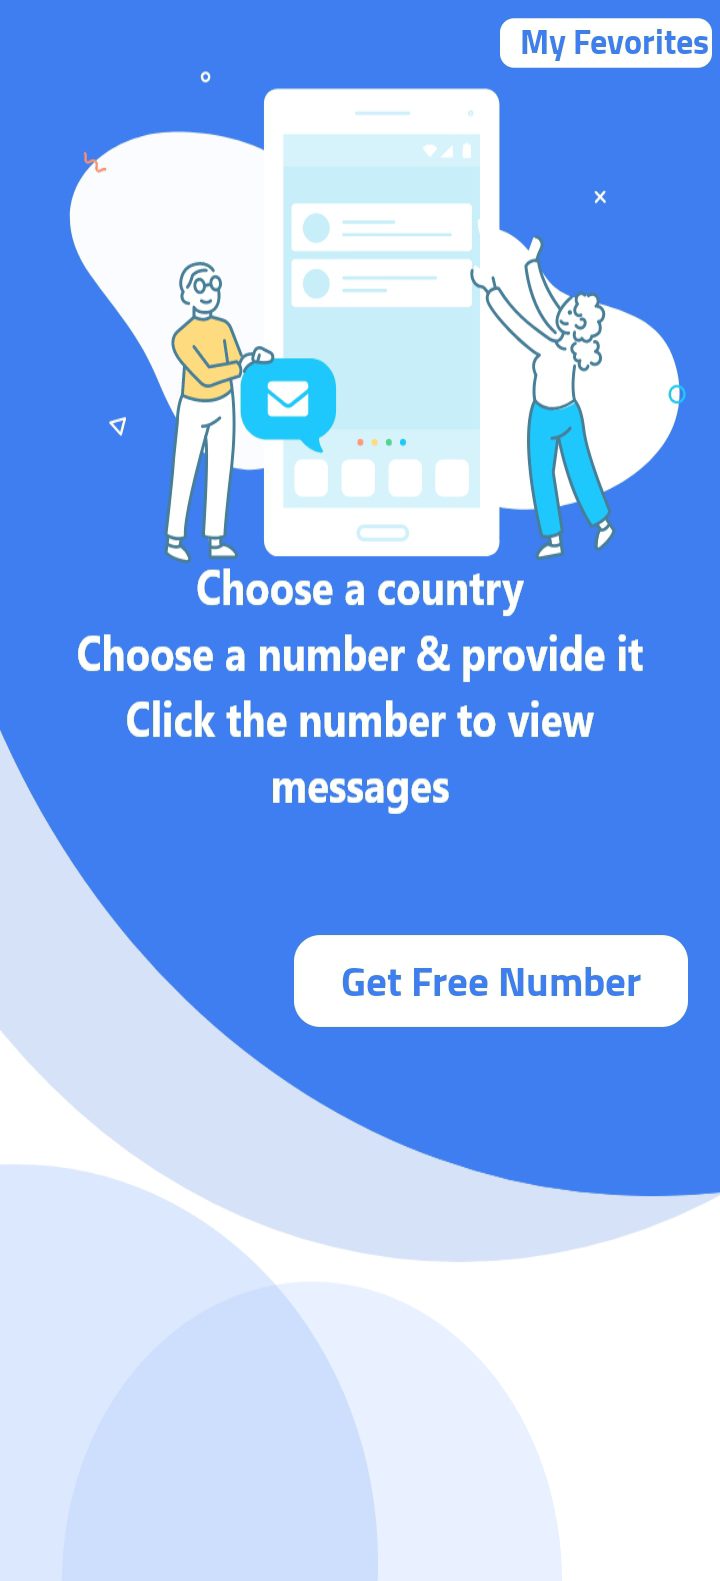 My Fevorites
Choose a country
Choose a number & provide it
Click the number to view
messages
Get Free Number